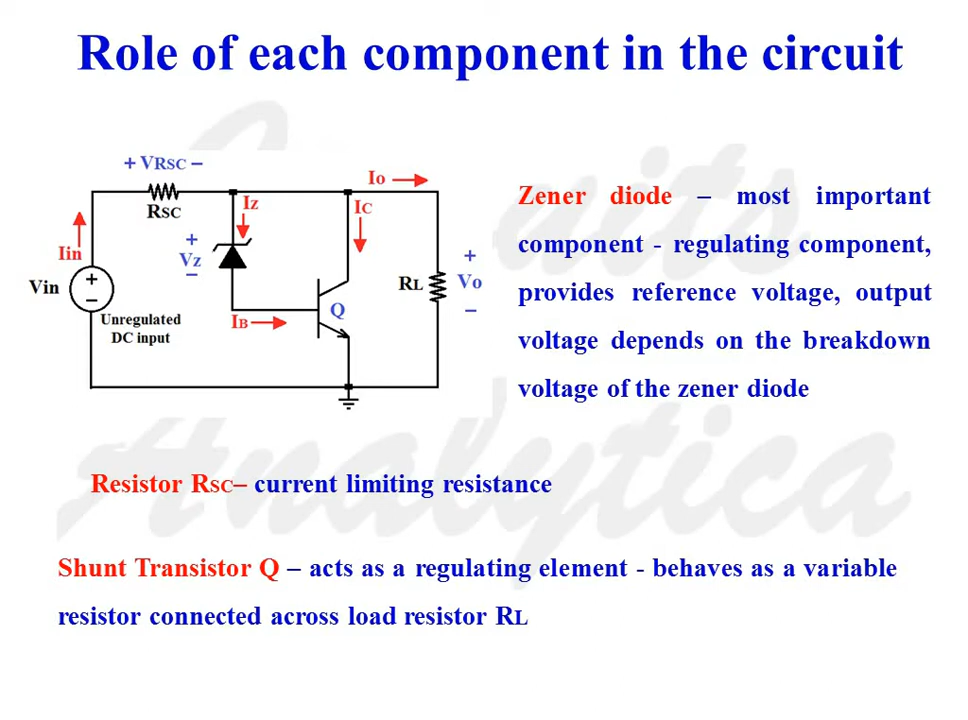 Role of each component in the circuit
+ VRSC –
Io
RSC
Iz
IC
Iin
+
Vz
–
Vin
+
–
RL
+
Vo
–
Unregulated
DC input
IB
Q
Zener diode – most important
component - regulating component,
provides reference voltage, output
voltage depends on the breakdown
voltage of the zener diode
Resistor RSC– current limiting resistance
Shunt Transistor Q – acts as a regulating element - behaves as a variable
resistor connected across load resistor RL
Analytica